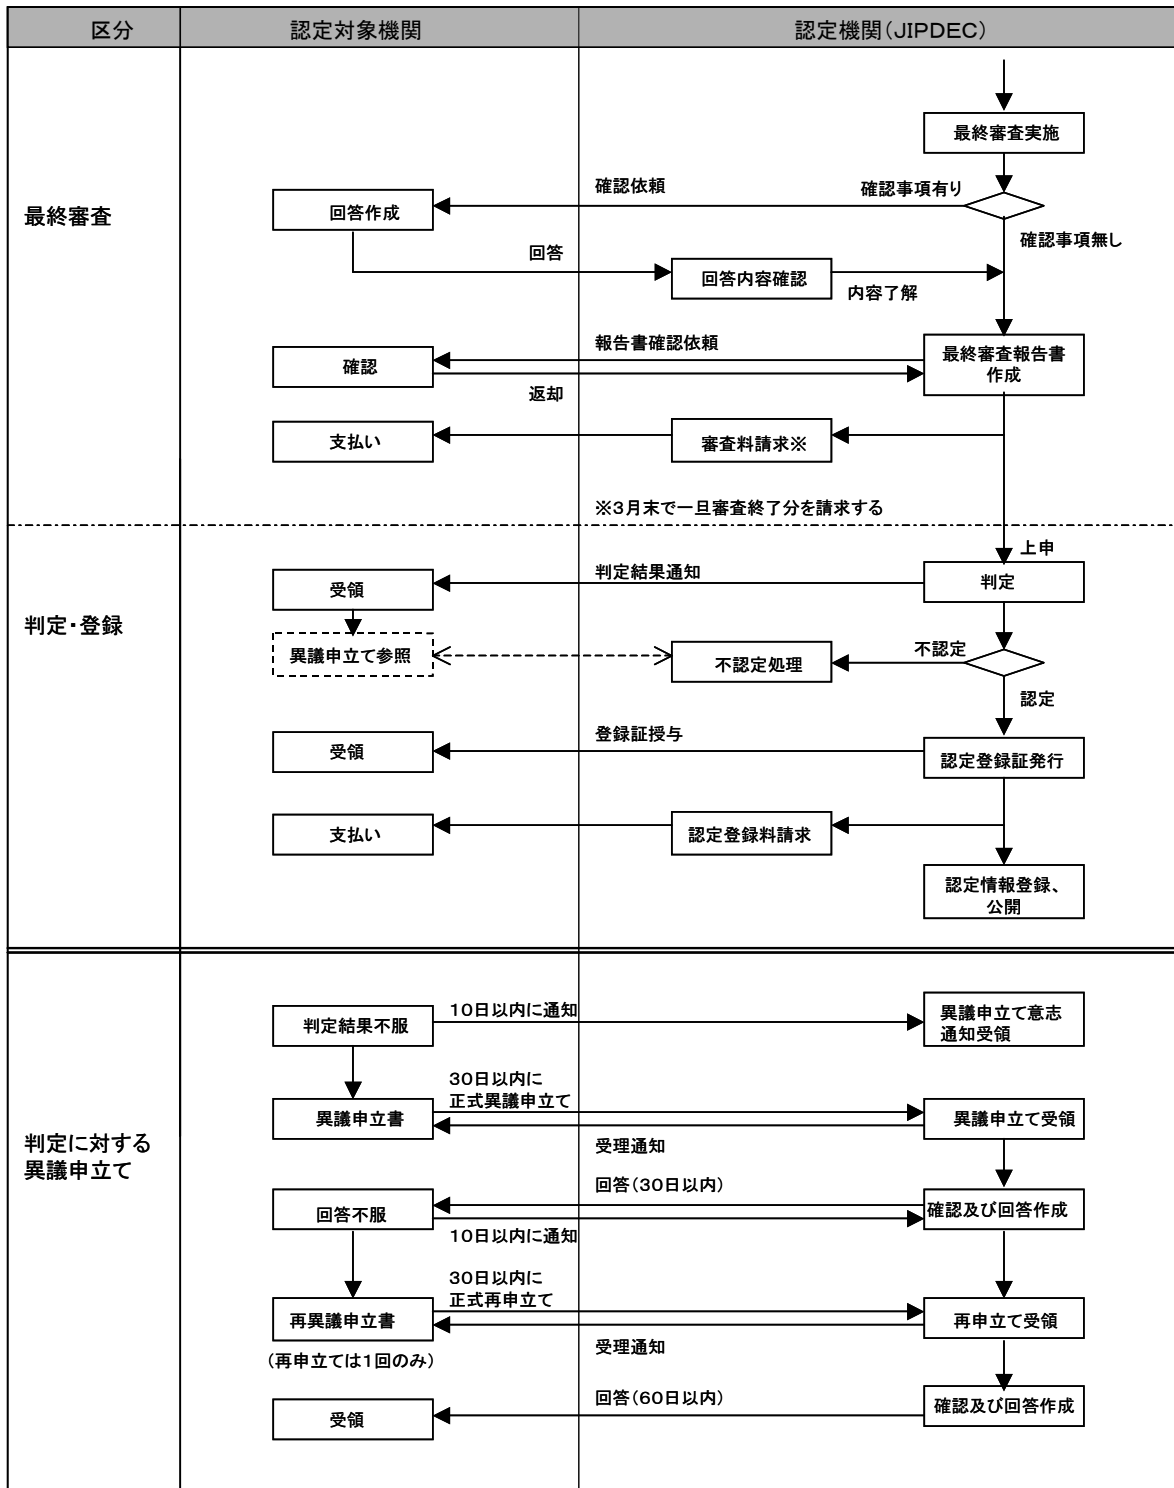 区分
認定対象機関
認定機関（JIPDEC）
最終審査実施
最終審査
確認依頼
確認事項有り
回答作成
確認事項無し
回答
回答内容確認
内容了解
報告書確認依頼
最終審査報告書
作成
確認
返却
支払い
審査料請求※
※3月末で一旦審査終了分を請求する
上申
判定・登録
判定結果通知
受領
判定
異議申立て参照
不認定処理
不認定
認定
登録証授与
受領
認定登録証発行
支払い
認定登録料請求
認定情報登録、
公開
判定に対する
異議申立て
判定結果不服
10日以内に通知
異議申立て意志
通知受領
30日以内に
正式異議申立て
異議申立書
異議申立て受領
受理通知
回答（30日以内）
回答不服
確認及び回答作成
10日以内に通知
30日以内に
正式再申立て
再異議申立書
再申立て受領
（再申立ては1回のみ）
受理通知
回答（60日以内）
受領
確認及び回答作成